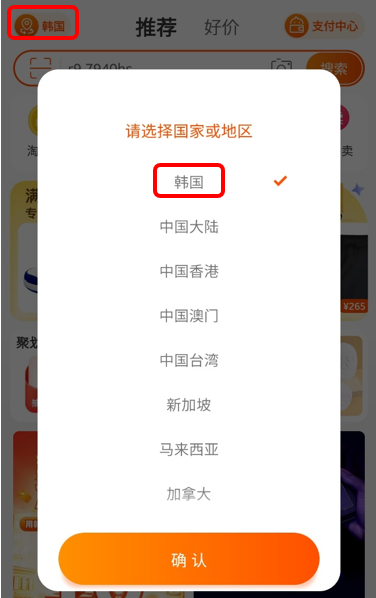 韩国
推荐
好价
支付中心
r9 7940hs
搜索
淘
卖
满
专
请选择国家或地区
韩国
中国大陆
中国香港
中国澳门
¥265
聚划
中国台湾
新加坡
马来西亚
加拿大
确 认